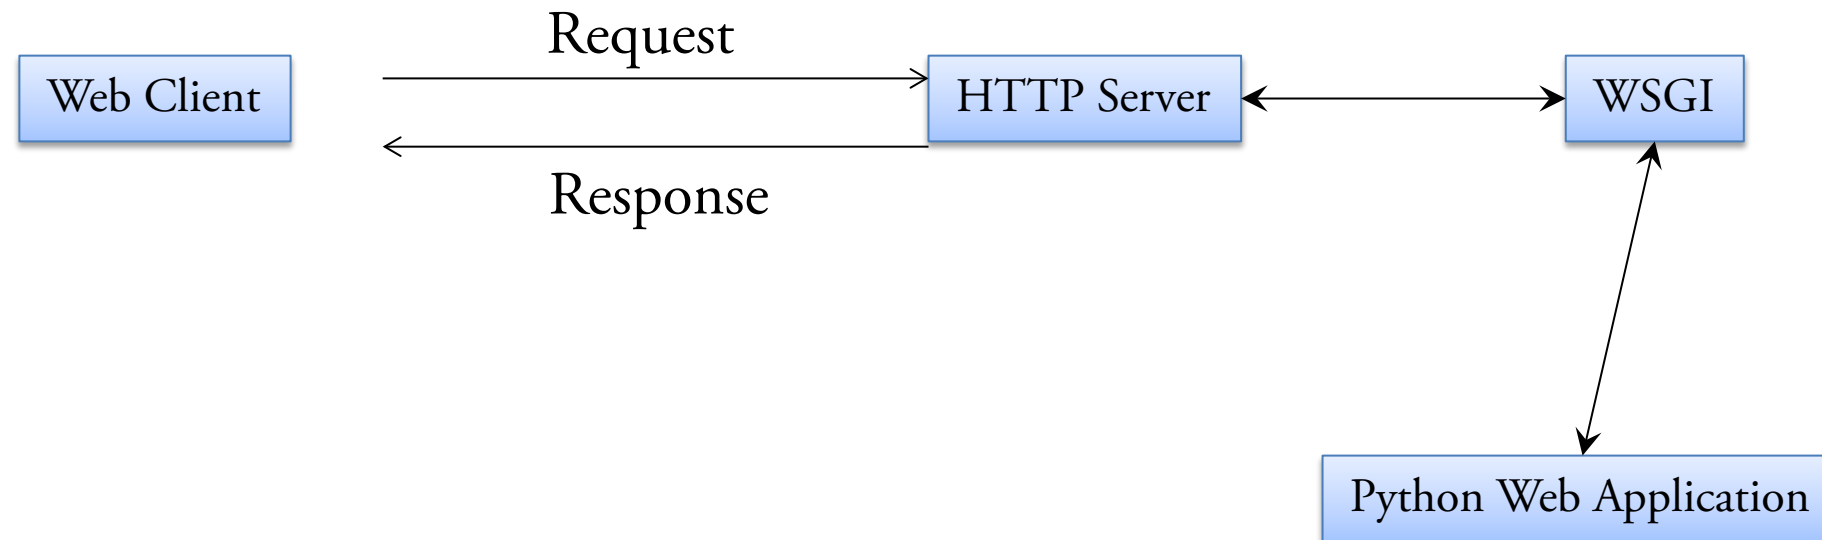 Request
Web Client
HTTP Server
WSGI
Response
Python Web Application